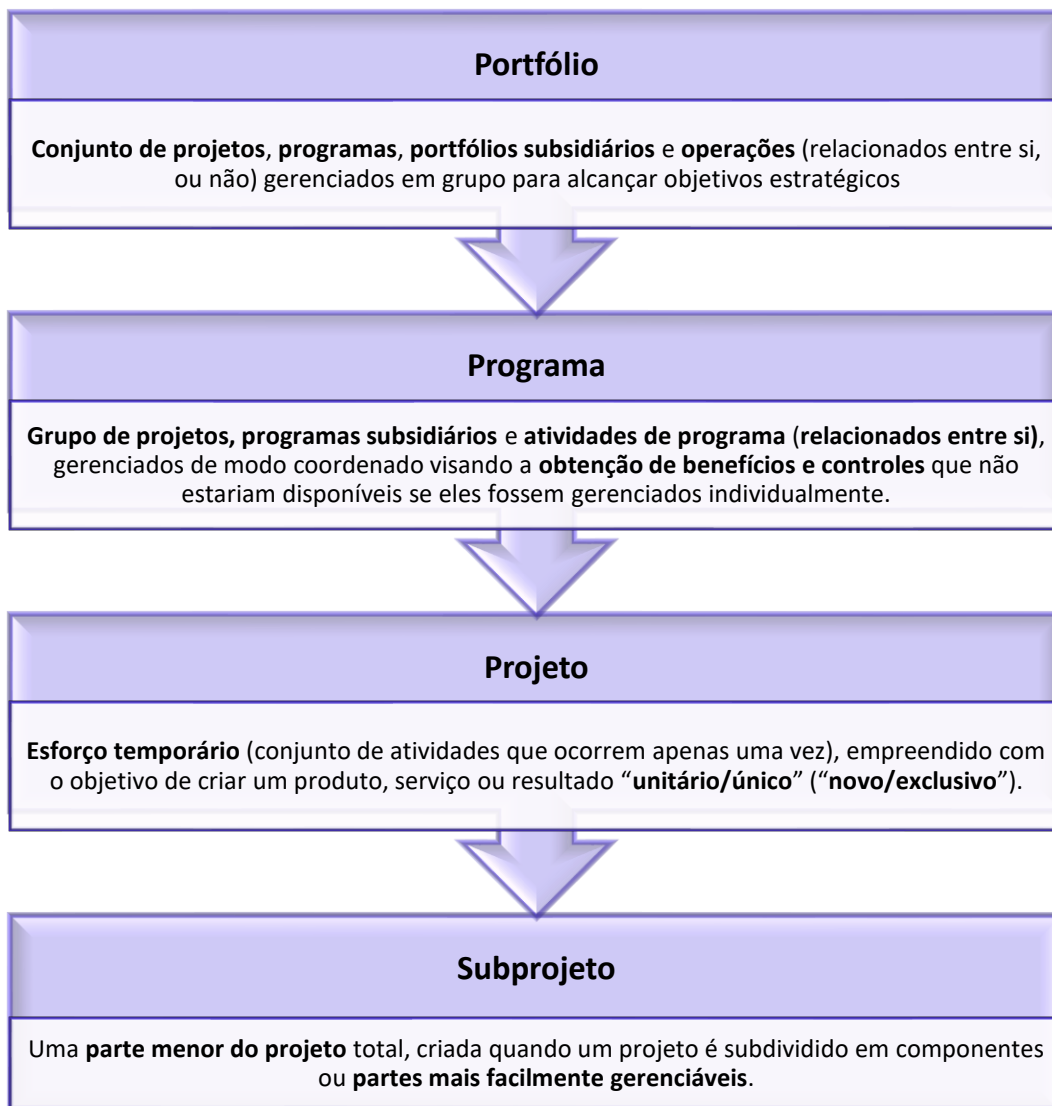 Portfólio
Conjunto de projetos, programas, portfólios subsidiários e operações (relacionados entre si,
ou não) gerenciados em grupo para alcançar objetivos estratégicos
Programa
Grupo de projetos, programas subsidiários e atividades de programa (relacionados entre si),
gerenciados de modo coordenado visando a obtenção de benefícios e controles que não
estariam disponíveis se eles fossem gerenciados individualmente.
Projeto
Esforço temporário (conjunto de atividades que ocorrem apenas uma vez), empreendido com
o objetivo de criar um produto, serviço ou resultado “unitário/único” (“novo/exclusivo”).
Subprojeto
Uma parte menor do projeto total, criada quando um projeto é subdividido em componentes
ou partes mais facilmente gerenciáveis.